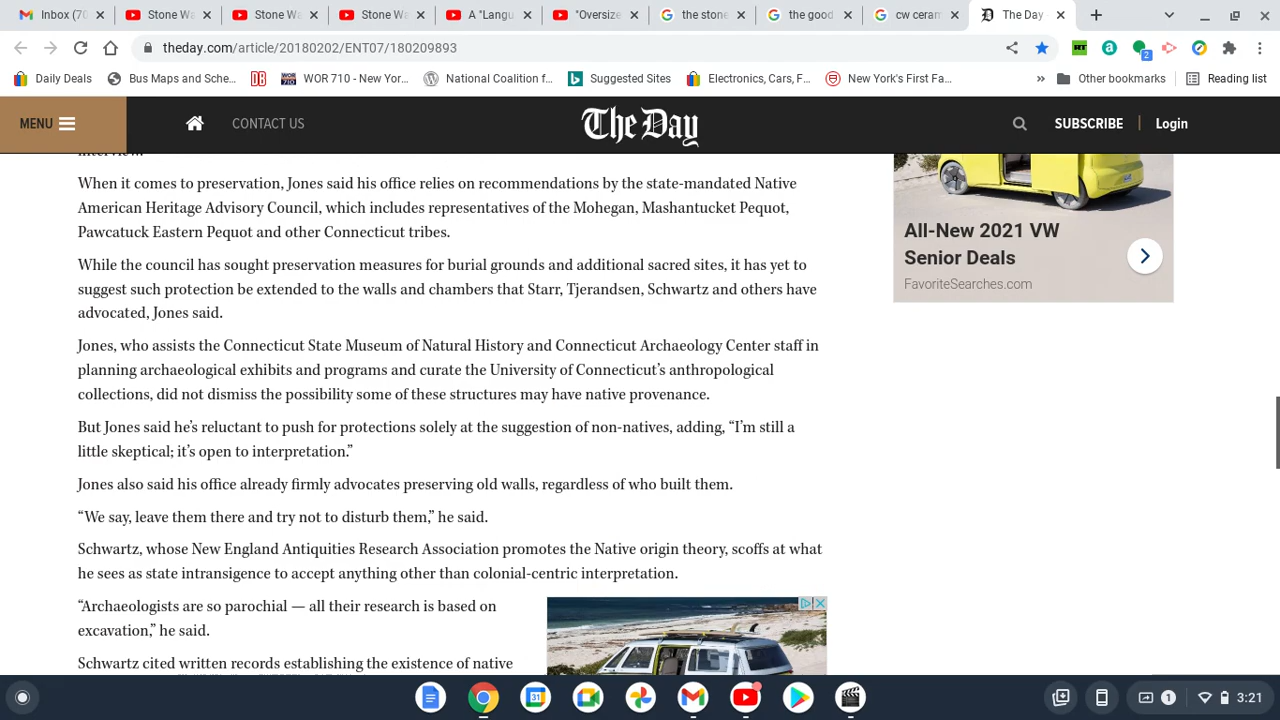 Inbox (70
Stone Wa
Stone Wa
Stone Wa
A "Langu
"Oversize
the stone
the good
cw ceram
The Day
theday.com/article/20180202/ENT07/180209893
Daily Deals
Bus Maps and Sche...
WOR 710 - New Yor...
National Coalition f...
Suggested Sites
Electronics, Cars, F...
New York's First Fa...
»
Other bookmarks
Reading list
MENU
CONTACT US
The Day
SUBSCRIBE | Login
interview.
When it comes to preservation, Jones said his office relies on recommendations by the state-mandated Native
American Heritage Advisory Council, which includes representatives of the Mohegan, Mashantucket Pequot,
Pawcatuck Eastern Pequot and other Connecticut tribes.
While the council has sought preservation measures for burial grounds and additional sacred sites, it has yet to
suggest such protection be extended to the walls and chambers that Starr, Tjerandsen, Schwartz and others have
advocated, Jones said.
Jones, who assists the Connecticut State Museum of Natural History and Connecticut Archaeology Center staff in
planning archaeological exhibits and programs and curate the University of Connecticut's anthropological
collections, did not dismiss the possibility some of these structures may have native provenance.
But Jones said he's reluctant to push for protections solely at the suggestion of non-natives, adding, “I'm still a
little skeptical; it's open to interpretation.”
Jones also said his office already firmly advocates preserving old walls, regardless of who built them.
“We say, leave them there and try not to disturb them,” he said.
Schwartz, whose New England Antiquities Research Association promotes the Native origin theory, scoffs at what
he sees as state intransigence to accept anything other than colonial-centric interpretation.
“Archaeologists are so parochial — all their research is based on
excavation,” he said.
Schwartz cited written records establishing the existence of native
All-New 2021 VW
Senior Deals
FavoriteSearches.com
31
1
3:21